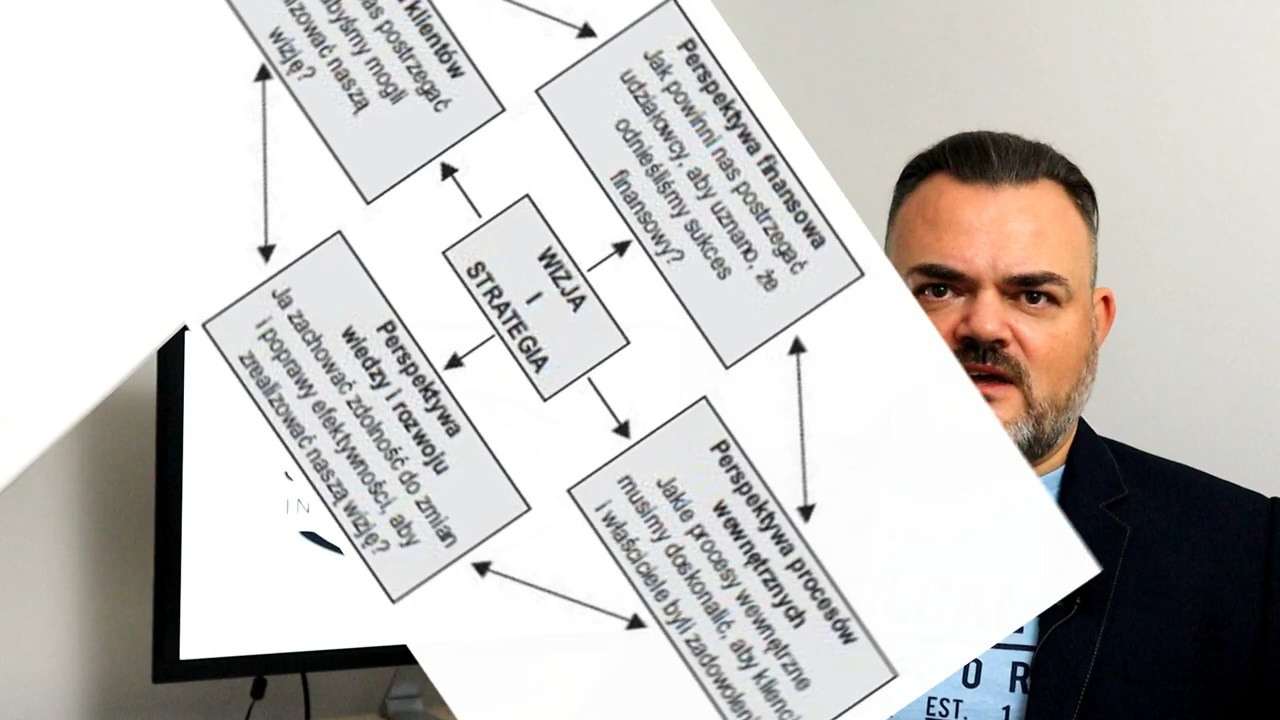 klientów
nas postrzegać
abyśmy mogli
naszą
wizję?
Perspektywa finansowa
Jak powinni nas postrzegać
udziałowcy, aby uznano, że
odnieśliśmy sukces
finansowy?
WIZJA
I
STRATEGIA
Perspektywa
wiedzy i rozwoju
Ja zachować zdolność do zmian
i poprawy efektywności, aby
zrealizować naszą wizję?
Perspektywa procesów
wewnętrznych
Jakie procesy wewnętrzne
musimy doskonalić, aby klienci
i właściciele byli zadowoleni
IN
O R
EST. 1